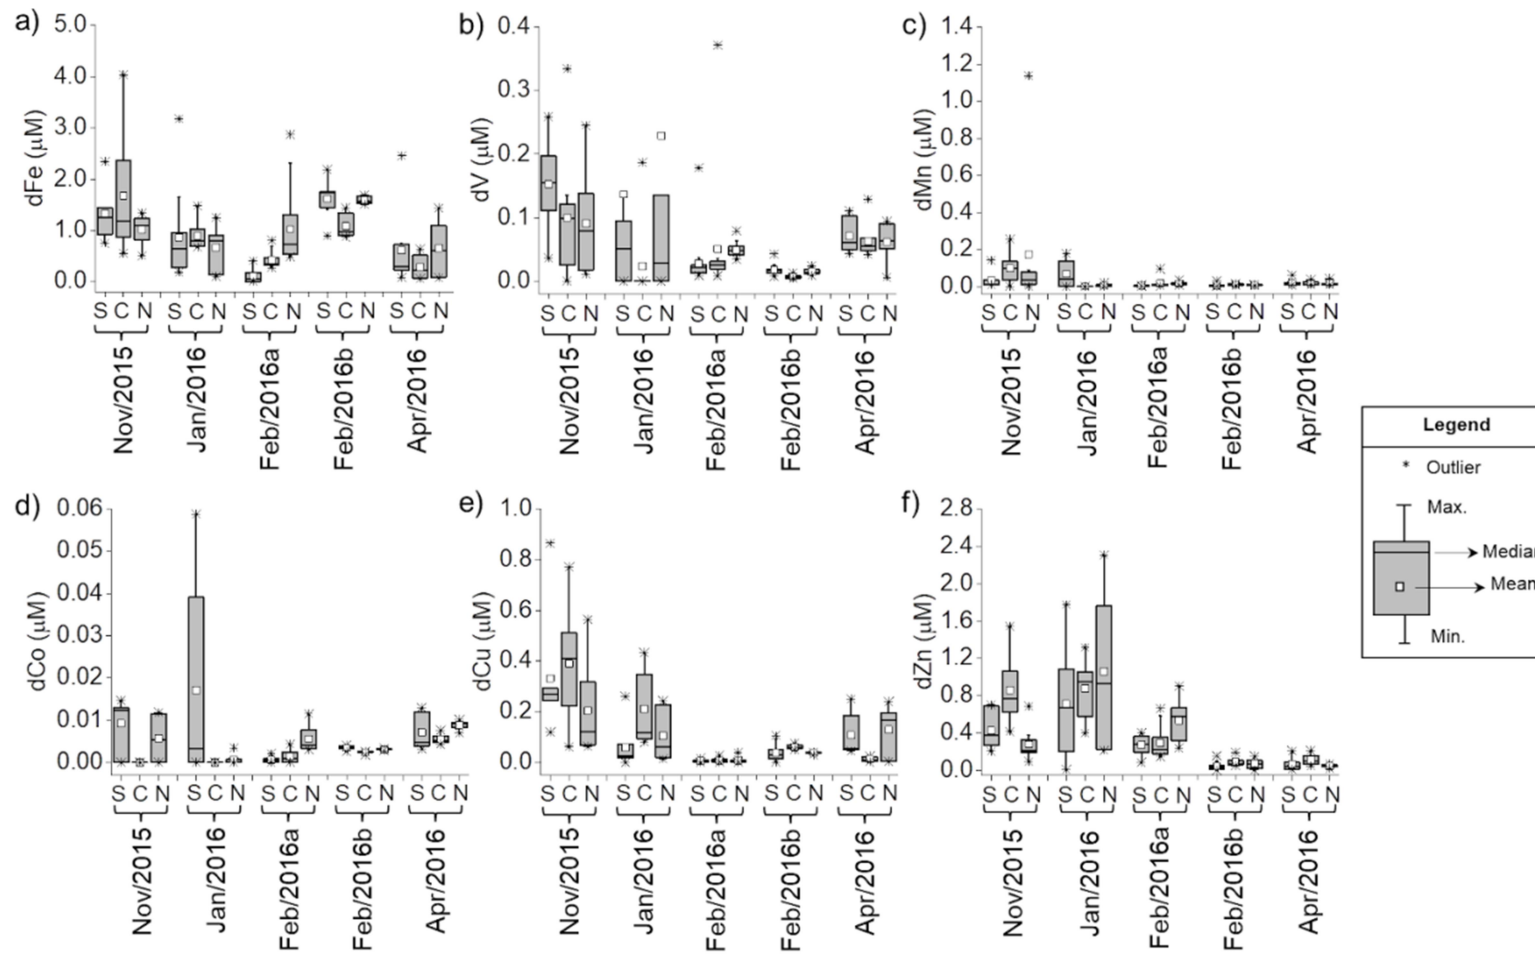 a)
dFe (μM)
5.0
4.0
3.0
2.0
1.0
0.0
S C N S C N S C N S C N S C N
Nov/2015
Jan/2016
Feb/2016a
Feb/2016b
Apr/2016
b)
dV (μM)
0.4
0.3
0.2
0.1
0.0
S C N S C N S C N S C N S C N
Nov/2015
Jan/2016
Feb/2016a
Feb/2016b
Apr/2016
c)
dMn (μM)
1.4
1.2
1.0
0.8
0.6
0.4
0.2
0.0
S C N S C N S C N S C N S C N
Nov/2015
Jan/2016
Feb/2016a
Feb/2016b
Apr/2016
Legend
* Outlier
Max.
Median
Mean
Min.
d)
dCo (μM)
0.06
0.05
0.04
0.03
0.02
0.01
0.00
S C N S C N S C N S C N S C N
Nov/2015
Jan/2016
Feb/2016a
Feb/2016b
Apr/2016
e)
dCu (μM)
1.0
0.8
0.6
0.4
0.2
0.0
S C N S C N S C N S C N S C N
Nov/2015
Jan/2016
Feb/2016a
Feb/2016b
Apr/2016
f)
dZn (μM)
2.8
2.4
2.0
1.6
1.2
0.8
0.4
0.0
S C N S C N S C N S C N S C N
Nov/2015
Jan/2016
Feb/2016a
Feb/2016b
Apr/2016